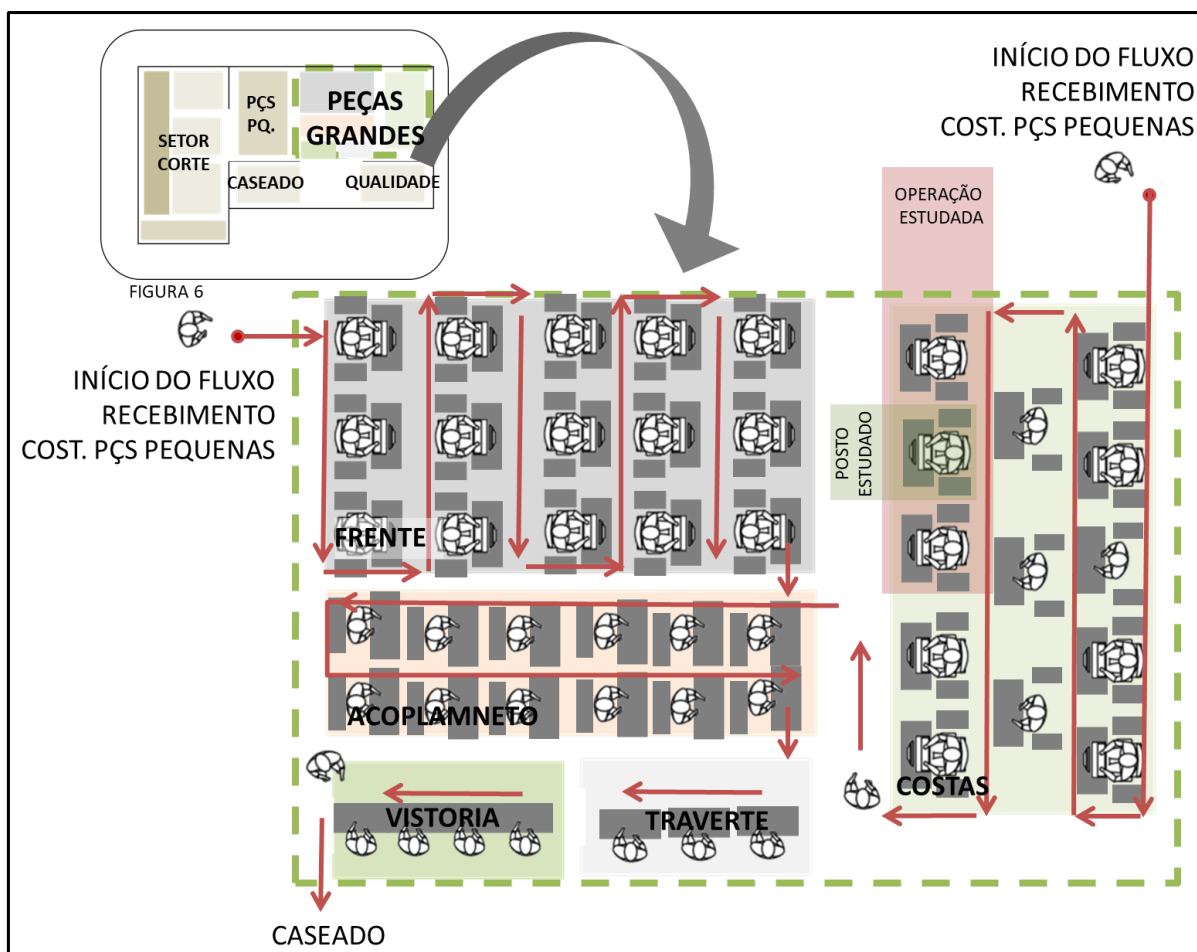 SETOR
CORTE
PÇS
PQ.
PEÇAS
GRANDES
CASEADO
QUALIDADE
FIGURA 6
INÍCIO DO FLUXO
RECEBIMENTO
COST. PÇS PEQUENAS
OPERAÇÃO
ESTUDADA
INÍCIO DO FLUXO
RECEBIMENTO
COST. PÇS PEQUENAS
POSTO
ESTUDADO
FRENTE
ACOPLAMNETO
COSTAS
VISTORIA
TRAVERTE
CASEADO